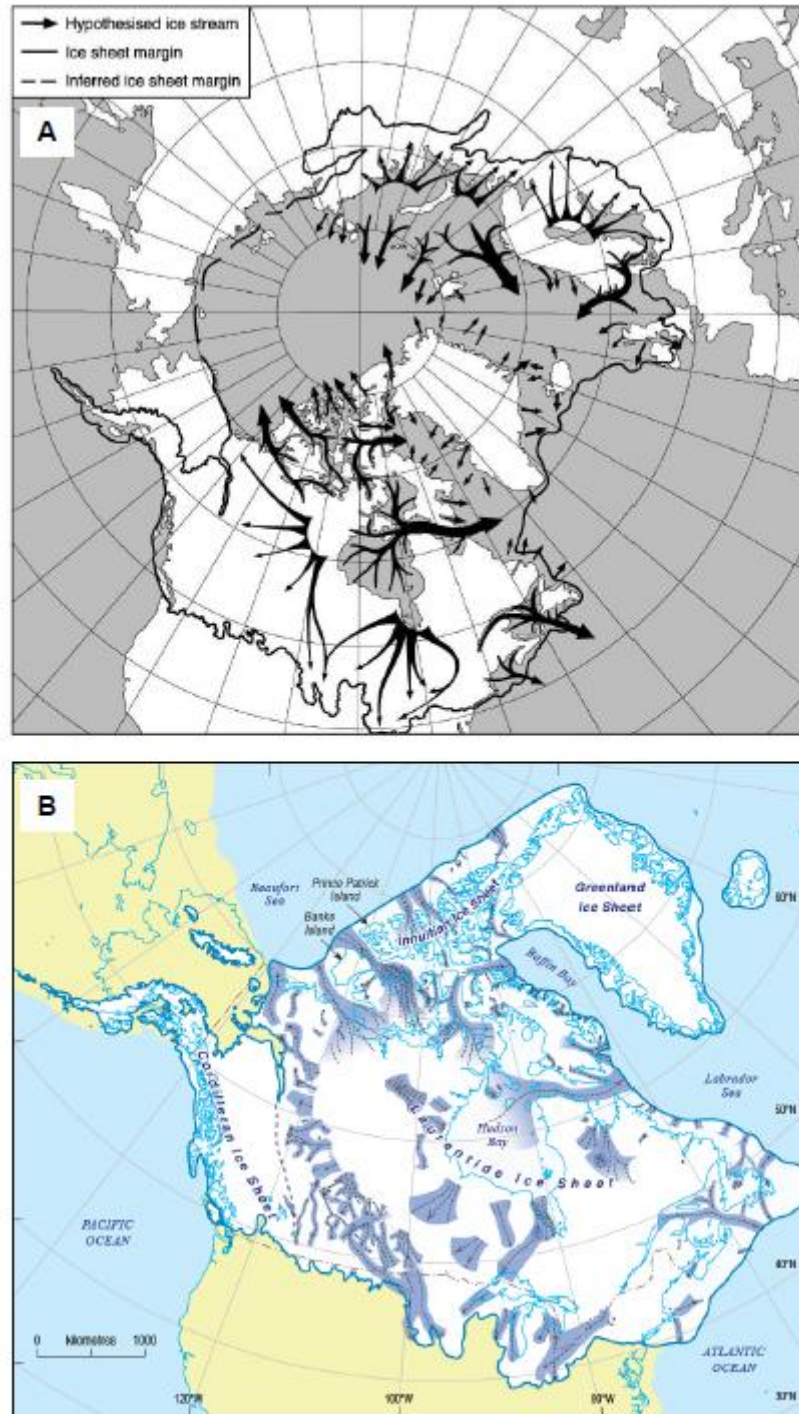 Hypothesised ice stream
Ice sheet margin
Inferred ice sheet margin
A
B
Beaufort
Sea
Prince Patrick
Island
Banks
Island
Innuitian Ice Sheet
Greenland
Ice Sheet
Baffin Bay
60°N
Cordilleran Ice Sheet
Labrador
Sea
50°N
Hudson
Bay
Laurentide Ice Sheet
PACIFIC
OCEAN
40°N
0 kilometres 1000
ATLANTIC
OCEAN
120°W
100°W
80°W
30°N